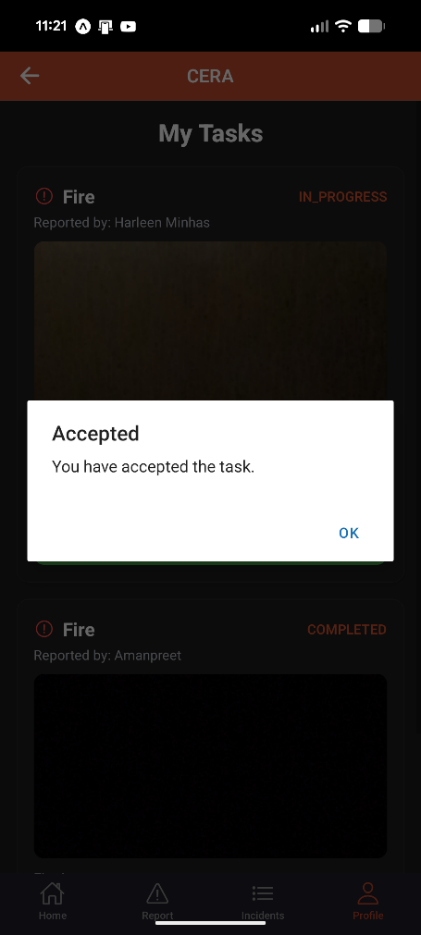 11:21
CERA
My Tasks
Fire
IN_PROGRESS
Reported by: Harleen Minhas
Accepted
You have accepted the task.
OK
Fire
COMPLETED
Reported by: Amanpreet
Home
Report
Incidents
Profile